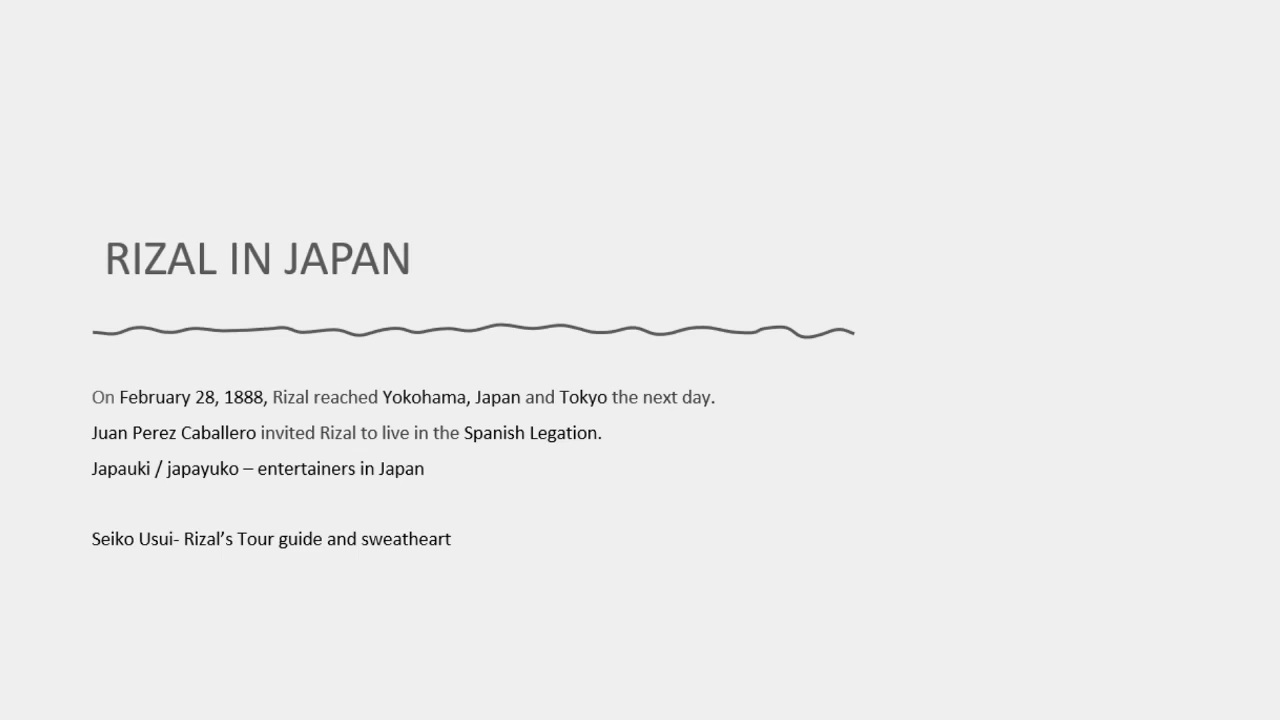 RIZAL IN JAPAN
On February 28, 1888, Rizal reached Yokohama, Japan and Tokyo the next day.
Juan Perez Caballero invited Rizal to live in the Spanish Legation.
Japauki / japayuko – entertainers in Japan
Seiko Usui- Rizal’s Tour guide and sweatheart